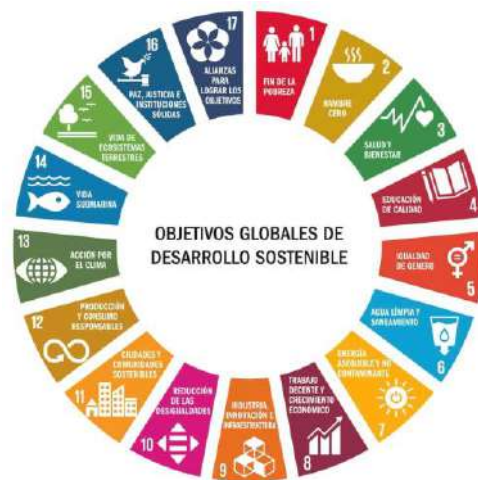 OBJETIVOS GLOBALES DE
DESARROLLO SOSTENIBLE
1
FIN DE LA
POBREZA
2
HAMBRE
CERO
3
SALUD Y
BIENESTAR
4
EDUCACIÓN
DE CALIDAD
5
IGUALDAD
DE GENERO
6
AGUA LÍMPIA Y
SANEAMIENTO
7
ENERGÍA
ASEQUIBLE Y NO
CONTAMINANTE
8
TRABAJO
DECENTE Y
CRECIMIENTO
ECONÓMICO
9
INDUSTRIA,
INNOVACIÓN E
INFRAESTRUCTURA
10
REDUCCIÓN
DE LAS
DESIGUALDADES
11
CIUDADES Y
COMUNIDADES
SOSTENIBLES
12
PRODUCCIÓN
Y CONSUMO
RESPONSABLES
13
ACCIÓN POR
EL CLIMA
14
VIDA
SUBMARINA
15
VIDA DE
ECOSISTEMAS
TERRESTRES
16
PAZ, JUSTICIA E
INSTITUCIONES
SÓLIDAS
17
ALIANZAS
PARA
LOGRAR LOS
OBJETIVOS